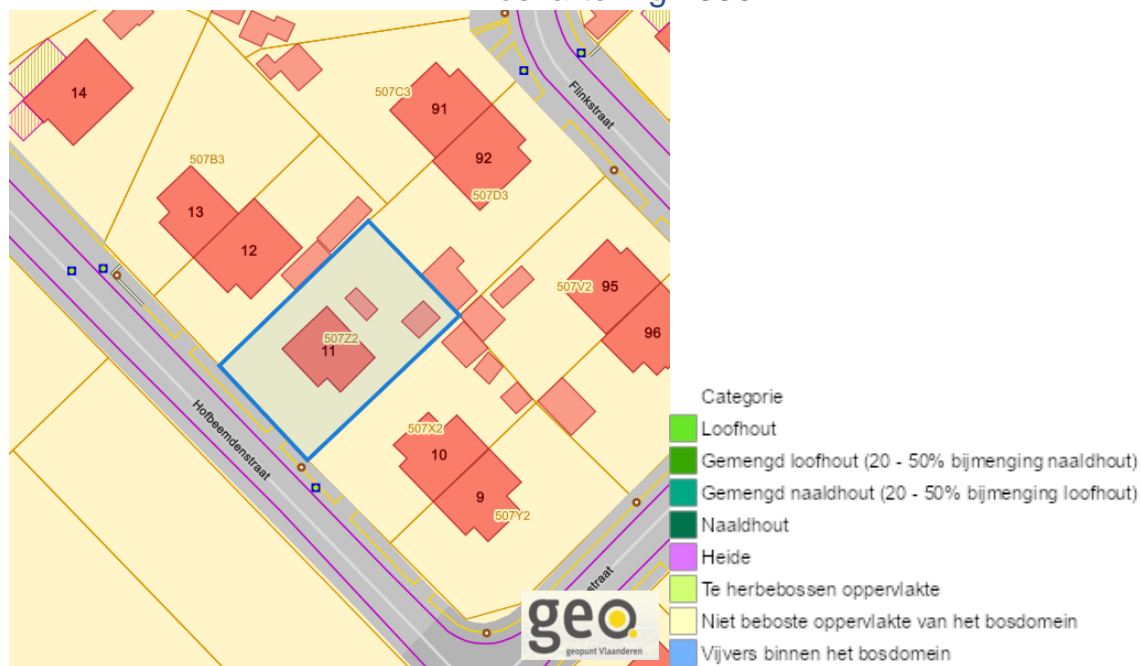 14
507C3
91
Flinkstraat
92
507B3
507D3
13
12
507V2
95
96
507Z2
11
Hofbeemdenstraat
507X2
10
9
507Y2
straat
geo.
geopunt Vlaanderen
Categorie
Loofhout
Gemengd loofhout (20 - 50% bijmenging naaldhout)
Gemengd naaldhout (20 - 50% bijmenging loofhout)
Naaldhout
Heide
Te herbebossen oppervlakte
Niet beboste oppervlakte van het bosdomein
Vijvers binnen het bosdomein